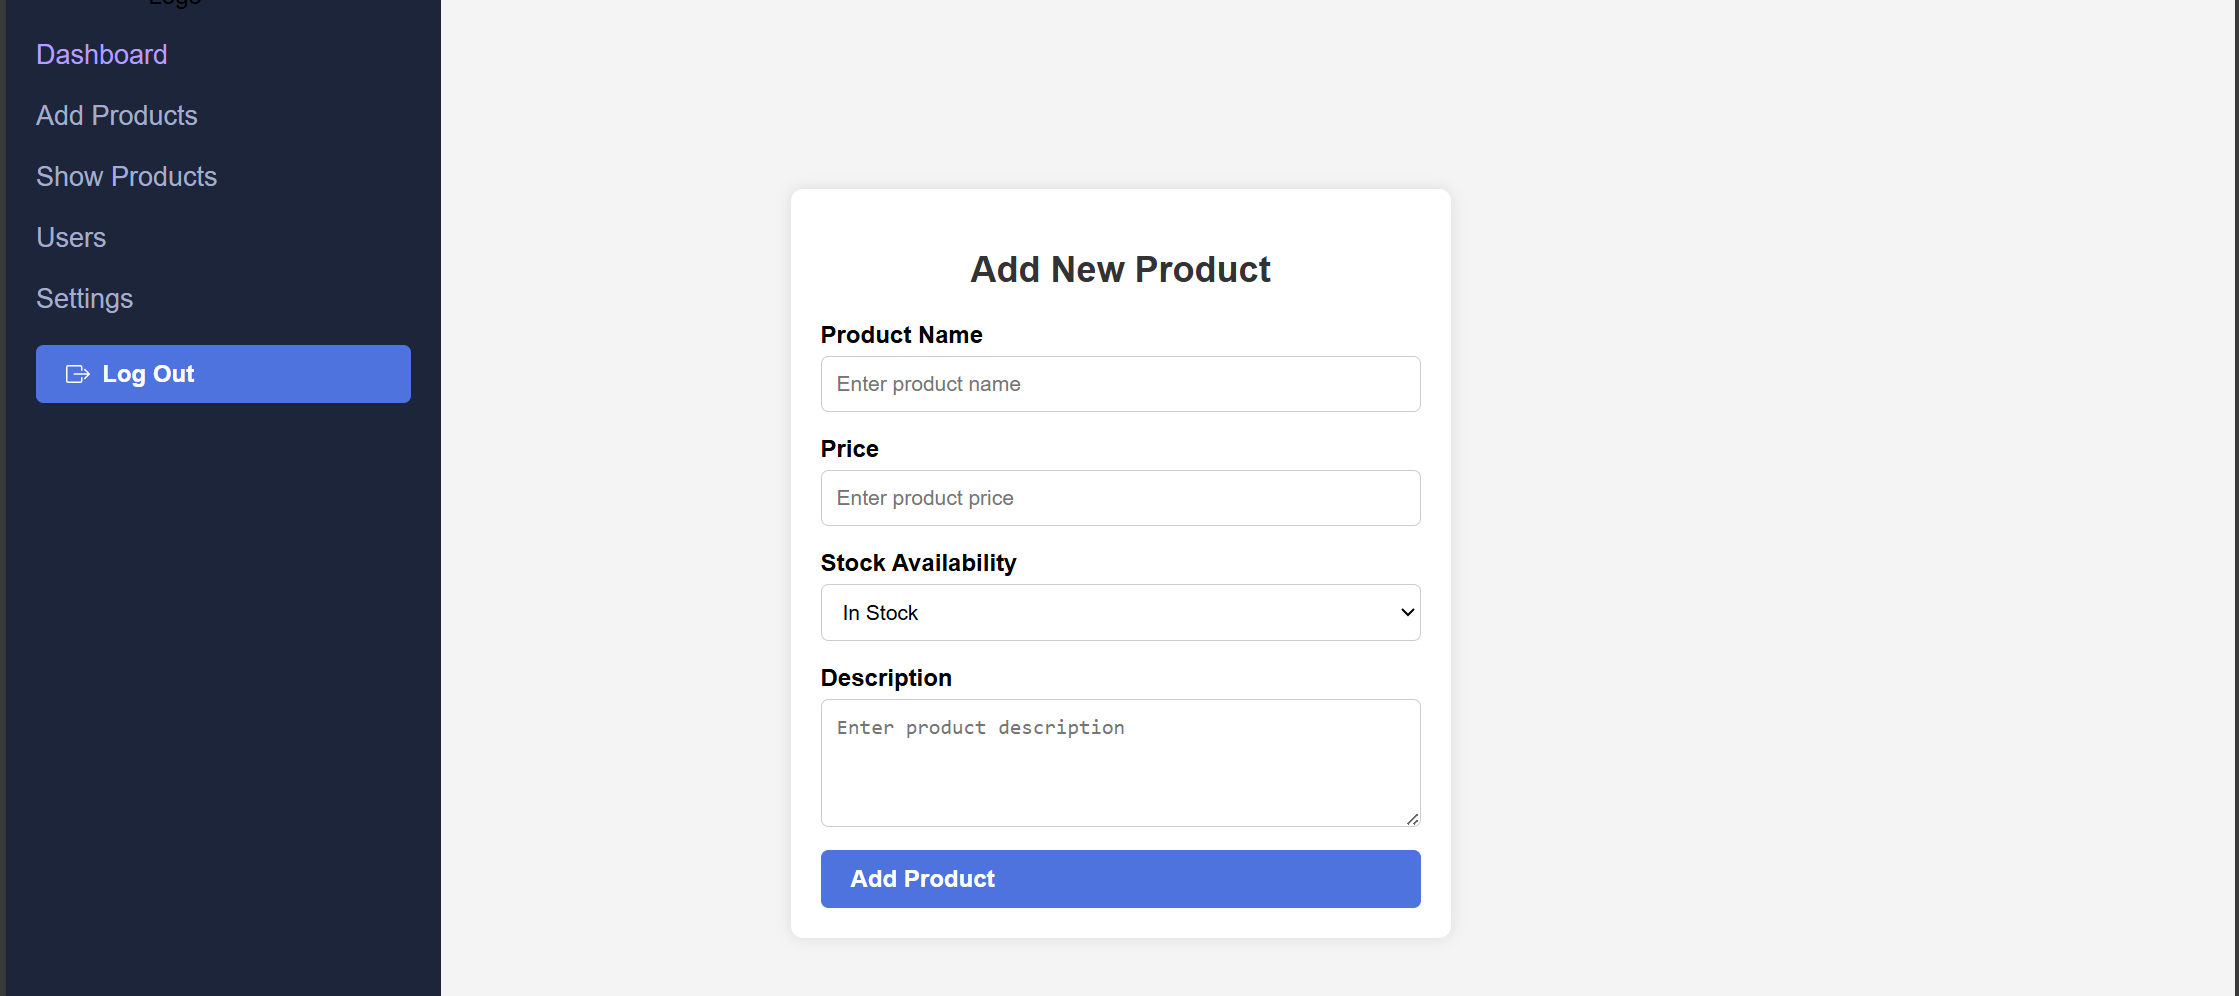 Logo
Dashboard
Add Products
Show Products
Users
Settings
Log Out
Add New Product
Product Name
Enter product name
Price
Enter product price
Stock Availability
In Stock
Description
Enter product description
Add Product